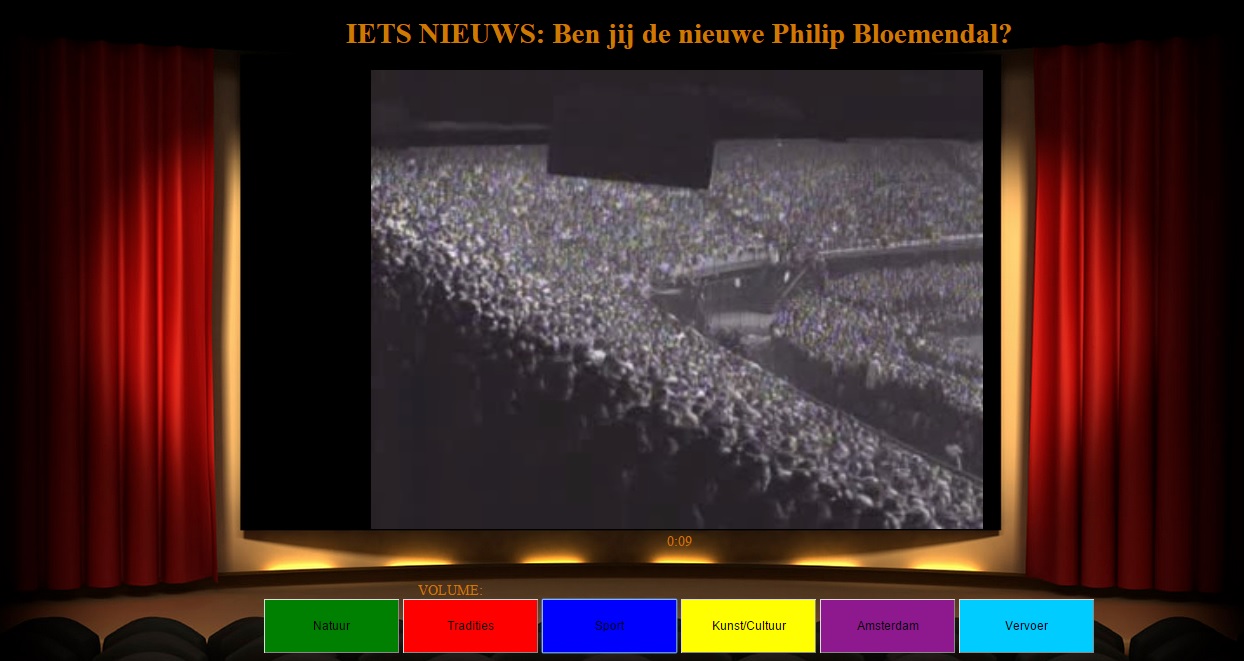 IETS NIEUWS: Ben jij de nieuwe Philip Bloemendal?
0:09
VOLUME:
Natuur Tradities Sport Kunst/Cultuur Amsterdam Vervoer